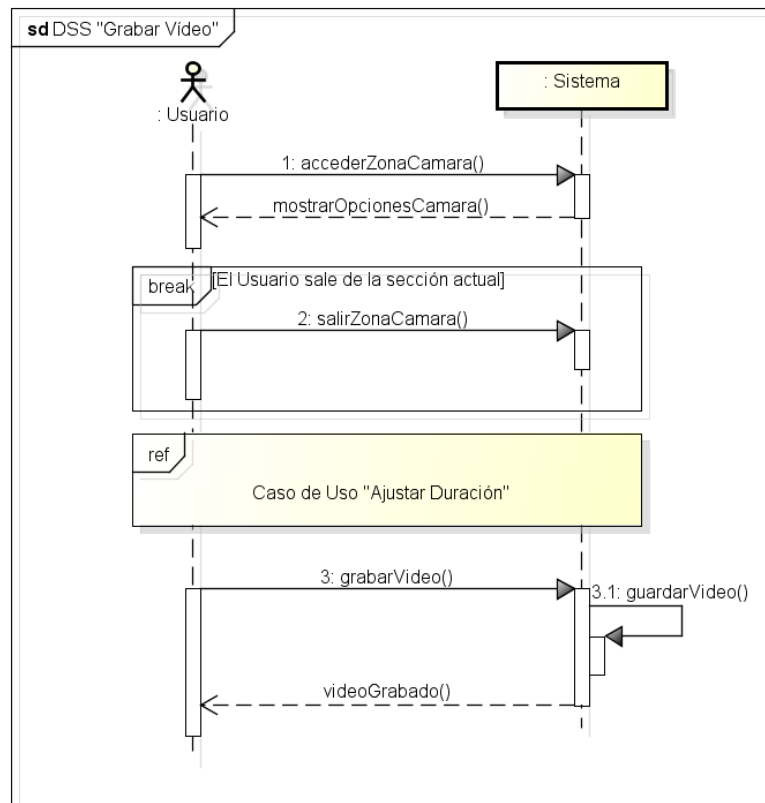 sd DSS "Grabar Vídeo"
: Usuario
: Sistema
1: accederZonaCamara()
mostrarOpcionesCamara()
break
[El Usuario sale de la sección actual]
2: salirZonaCamara()
ref
Caso de Uso "Ajustar Duración"
3: grabarVideo()
3.1: guardarVideo()
videoGrabado()